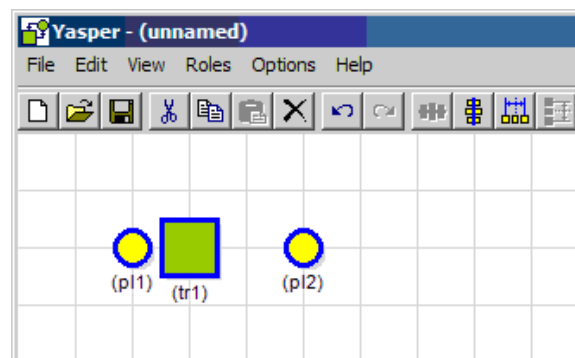 Yasper - (unnamed)
File Edit View Roles Options Help
(pl1) (tr1) (pl2)